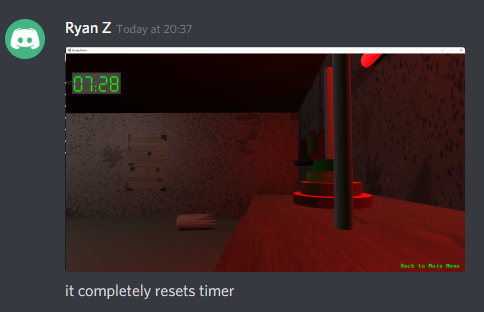 Ryan Z Today at 20:37
07:28
Back to Main Menu
it completely resets timer